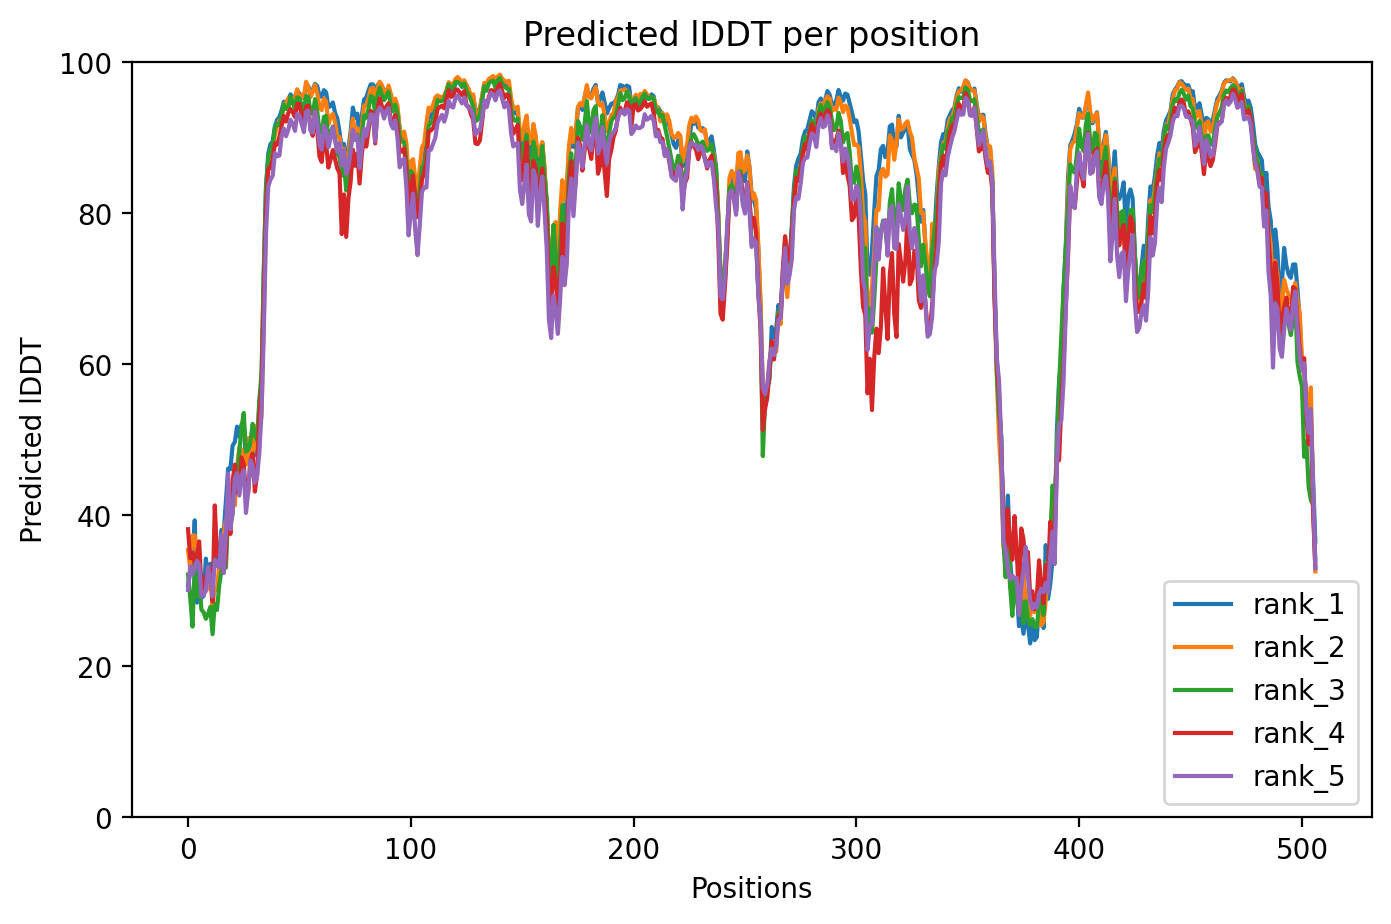 Predicted lDDT per position
100
80
60
40
20
0
Predicted lDDT
0 100 200 300 400 500
Positions
rank_1
rank_2
rank_3
rank_4
rank_5